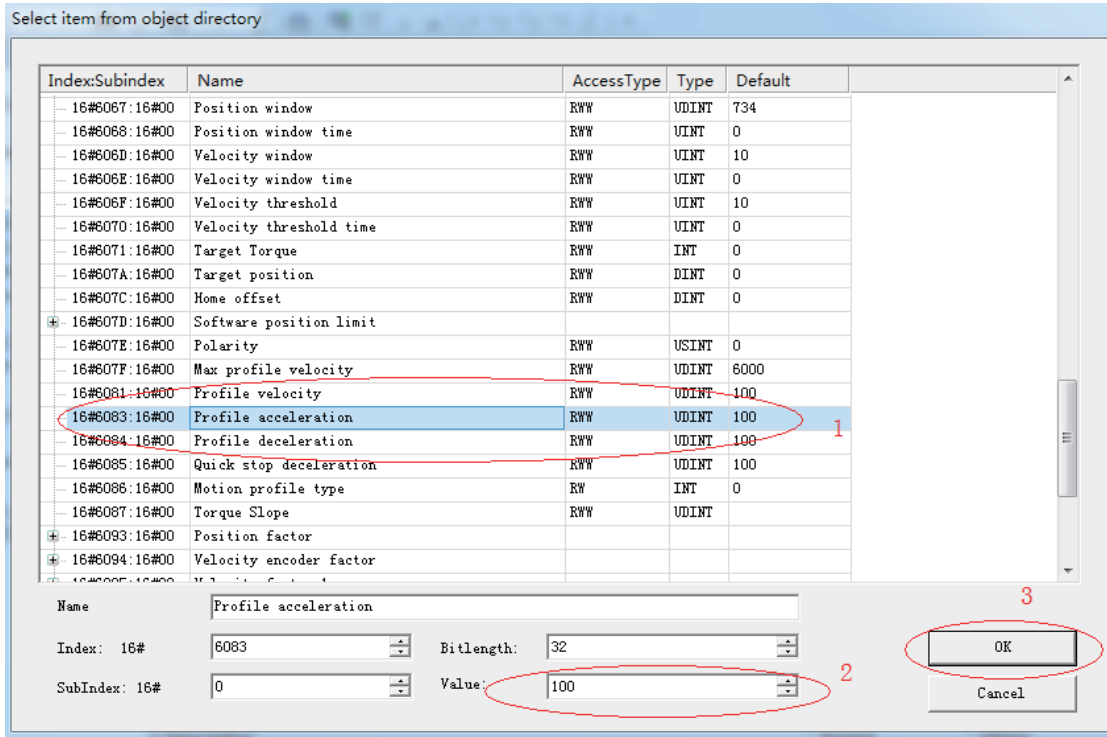 Select item from object directory
Index:Subindex Name AccessType Type Default
16#6067:16#00 Position window RWW UDINT 734
16#6068:16#00 Position window time RWW UINT 0
16#606D:16#00 Velocity window RWW UINT 10
16#606E:16#00 Velocity window time RWW UINT 0
16#606F:16#00 Velocity threshold RWW UINT 10
16#6070:16#00 Velocity threshold time RWW UINT 0
16#6071:16#00 Target Torque RWW INT 0
16#607A:16#00 Target position RWW DINT 0
16#607C:16#00 Home offset RWW DINT 0
16#607D:16#00 Software position limit
16#607E:16#00 Polarity RWW USINT 0
16#607F:16#00 Max profile velocity RWW UDINT 6000
16#6081:16#00 Profile velocity RWW UDINT 100
16#6083:16#00 Profile acceleration RWW UDINT 100 1
16#6084:16#00 Profile deceleration RWW UDINT 100
16#6085:16#00 Quick stop deceleration RWW UDINT 100
16#6086:16#00 Motion profile type RW INT 0
16#6087:16#00 Torque Slope RWW UDINT
16#6093:16#00 Position factor
16#6094:16#00 Velocity encoder factor
Name Profile acceleration 3
Index: 16# 6083 Bitlength: 32 OK
SubIndex: 16# 0 Value: 100 2 Cancel